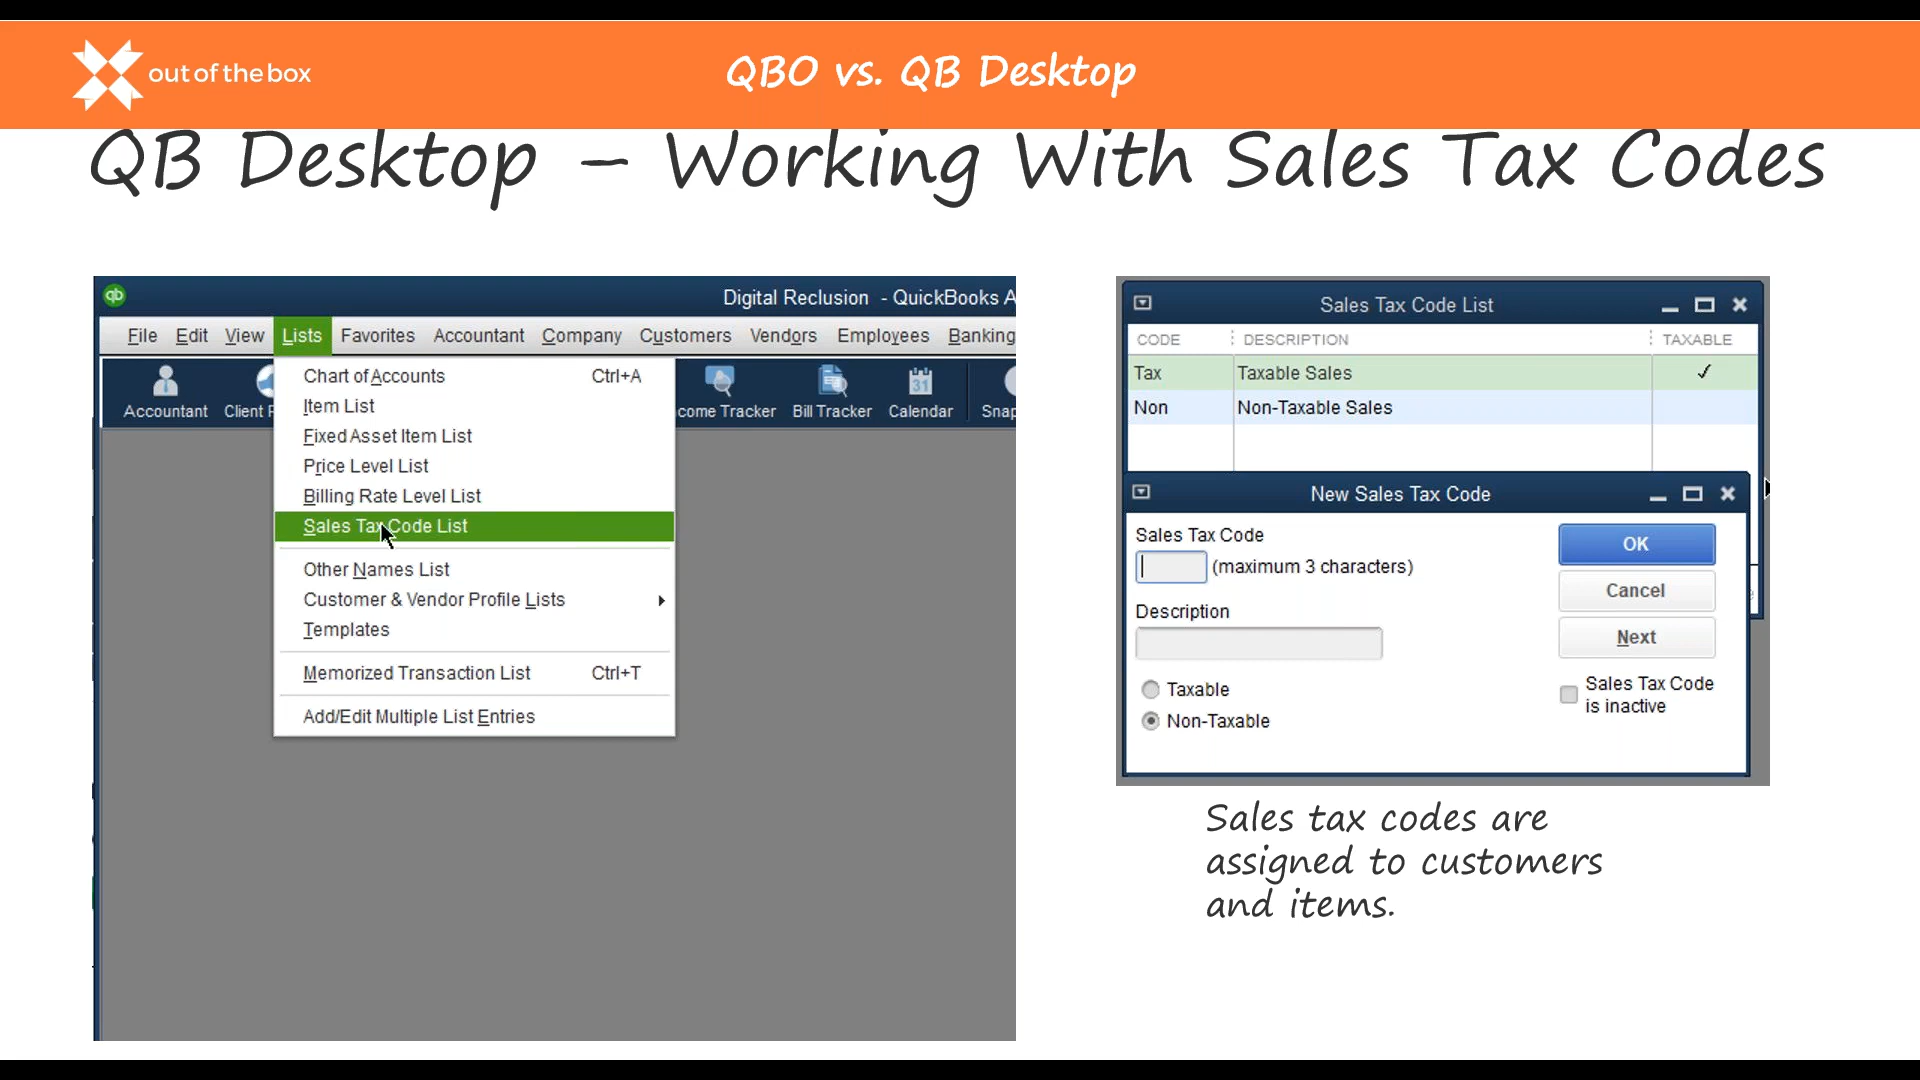 out of the box
QBO vs. QB Desktop
QB Desktop – Working With Sales Tax Codes
qb
Digital Reclusion - QuickBooks A
File Edit View Lists Favorites Accountant Company Customers Vendors Employees Banking
Accountant Client come Tracker Bill Tracker 31 Calendar Snap
Chart of Accounts Ctrl+A
Item List
Fixed Asset Item List
Price Level List
Billing Rate Level List
Sales Tax Code List
Other Names List
Customer & Vendor Profile Lists
Templates
Memorized Transaction List Ctrl+T
Add/Edit Multiple List Entries
Sales Tax Code List
CODE DESCRIPTION TAXABLE
Tax Taxable Sales ✓
Non Non-Taxable Sales
New Sales Tax Code
Sales Tax Code
(maximum 3 characters)
Description
Taxable
Non-Taxable
OK
Cancel
Next
Sales Tax Code
is inactive
Sales tax codes are
assigned to customers
and items.